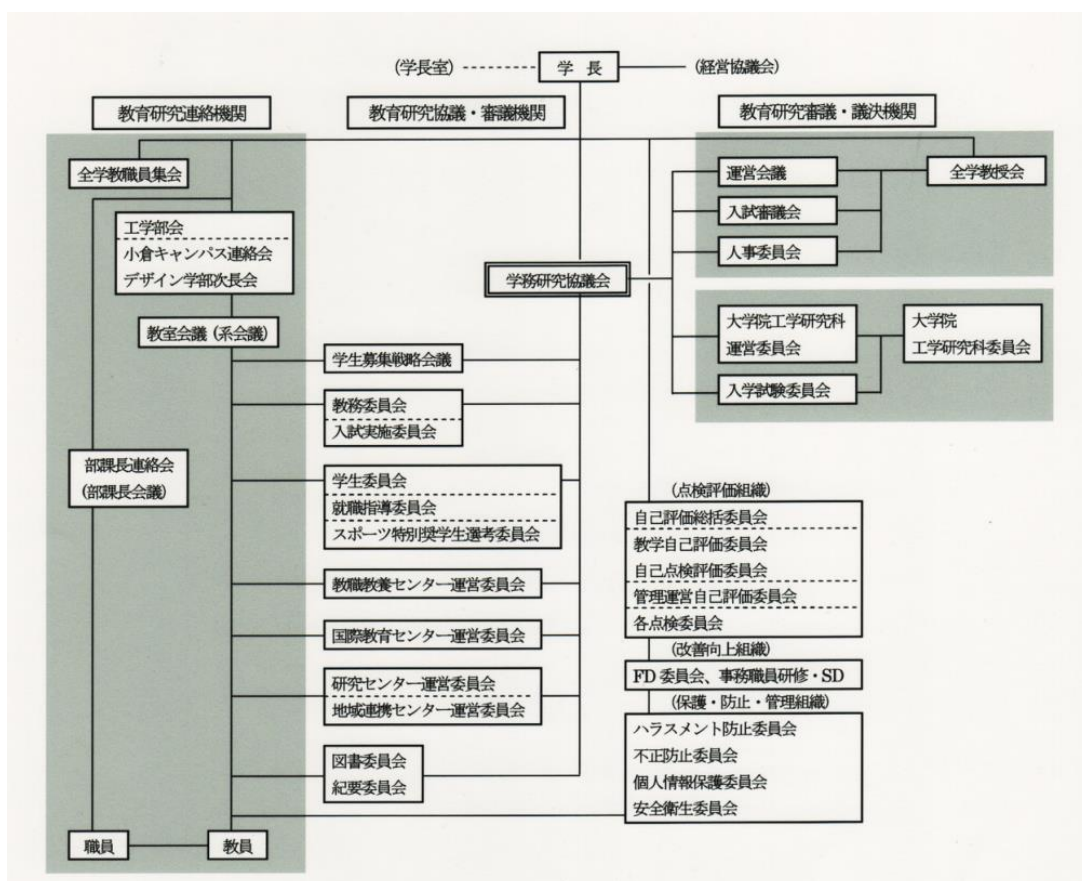 (学長室)
学 長
(経営協議会)
教育研究連絡機関
教育研究協議・審議機関
教育研究審議・議決機関
全学教職員集会
工学部会
小倉キャンパス連絡会
デザイン学部次長会
教室会議 (系会議)
部課長連絡会
(部課長会議)
職員
教員
学務研究協議会
学生募集戦略会議
教務委員会
入試実施委員会
学生委員会
就職指導委員会
スポーツ特別奨学生選考委員会
教職教養センター運営委員会
国際教育センター運営委員会
研究センター運営委員会
地域連携センター運営委員会
図書委員会
紀要委員会
運営会議
入試審議会
人事委員会
全学教授会
大学院工学研究科
運営委員会
入学試験委員会
大学院
工学研究科委員会
(点検評価組織)
自己評価総括委員会
教学自己評価委員会
自己点検評価委員会
管理運営自己評価委員会
各点検委員会
(改善向上組織)
FD 委員会、事務職員研修・SD
(保護・防止・管理組織)
ハラスメント防止委員会
不正防止委員会
個人情報保護委員会
安全衛生委員会